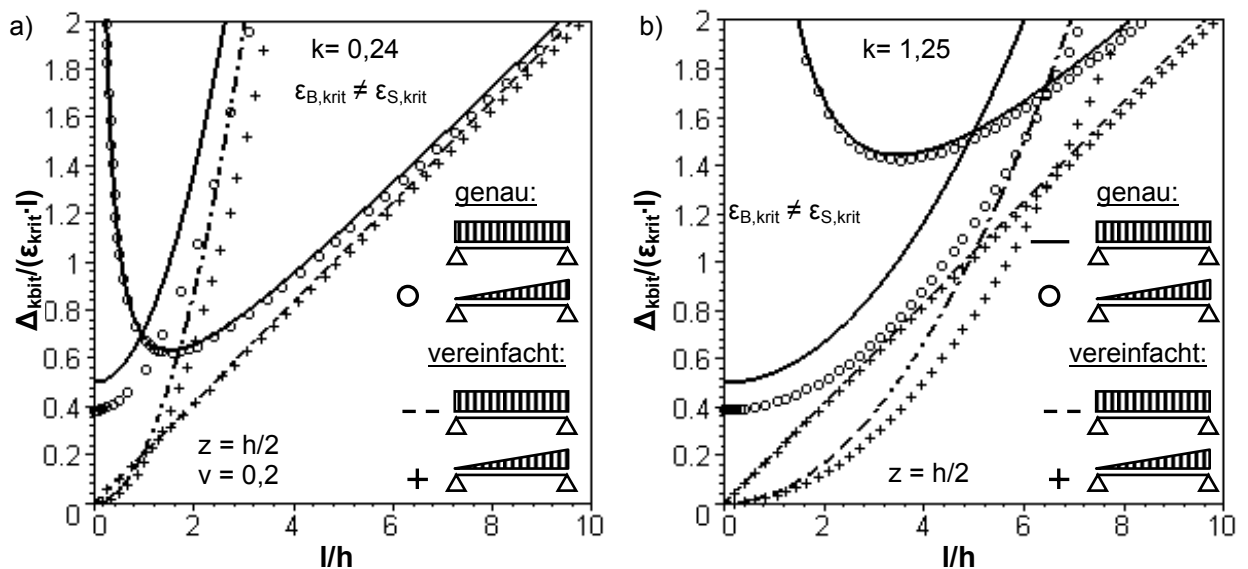 a)
k= 0,24
εB,krit ≠ εS,krit
genau:
vereinfacht:
z = h/2
v = 0,2
Δkbit/(εkrit·l)
2
1.8
1.6
1.4
1.2
1
0.8
0.6
0.4
0.2
0
0 2 4 6 8 10
l/h
b)
k= 1,25
εB,krit ≠ εS,krit
genau:
vereinfacht:
z = h/2
Δkbit/(εkrit·l)
2
1.8
1.6
1.4
1.2
1
0.8
0.6
0.4
0.2
0
0 2 4 6 8 10
l/h